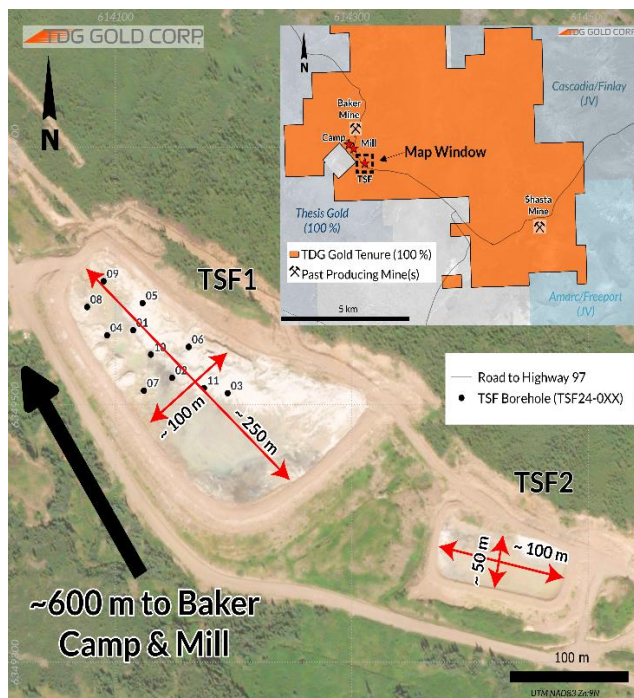 614100
614300
614500
TDG GOLD CORP.
TDG GOLD CORP.
N
N
Baker
Mine
Camp
Mill
Map Window
TSF
Cascadia/Finlay
(JV)
Thesis Gold
(100 %)
Shasta
Mine
TDG Gold Tenure (100 %)
Past Producing Mine(s)
5 km
Amarc/Freeport
(JV)
TSF1
09
08
05
04
01
06
10
02
07
11
03
~ 100 m
~ 250 m
Road to Highway 97
TSF Borehole (TSF24-0XX)
TSF2
~ 50 m
~ 100 m
~600 m to Baker
Camp & Mill
100 m
UTM NAD83 Zn:9N